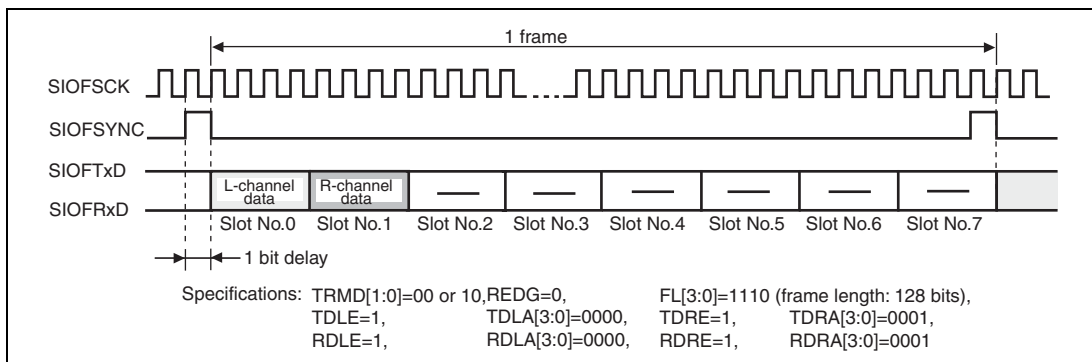 1 frame
SIOFSCK
SIOFSYNC
SIOFTxD
L-channel data
R-channel data
SIOFRxD
Slot No.0 Slot No.1 Slot No.2 Slot No.3 Slot No.4 Slot No.5 Slot No.6 Slot No.7
1 bit delay
Specifications: TRMD[1:0]=00 or 10, REDG=0, FL[3:0]=1110 (frame length: 128 bits),
TDLE=1, TDLA[3:0]=0000, TDRE=1, TDRA[3:0]=0001,
RDLE=1, RDLA[3:0]=0000, RDRE=1, RDRA[3:0]=0001